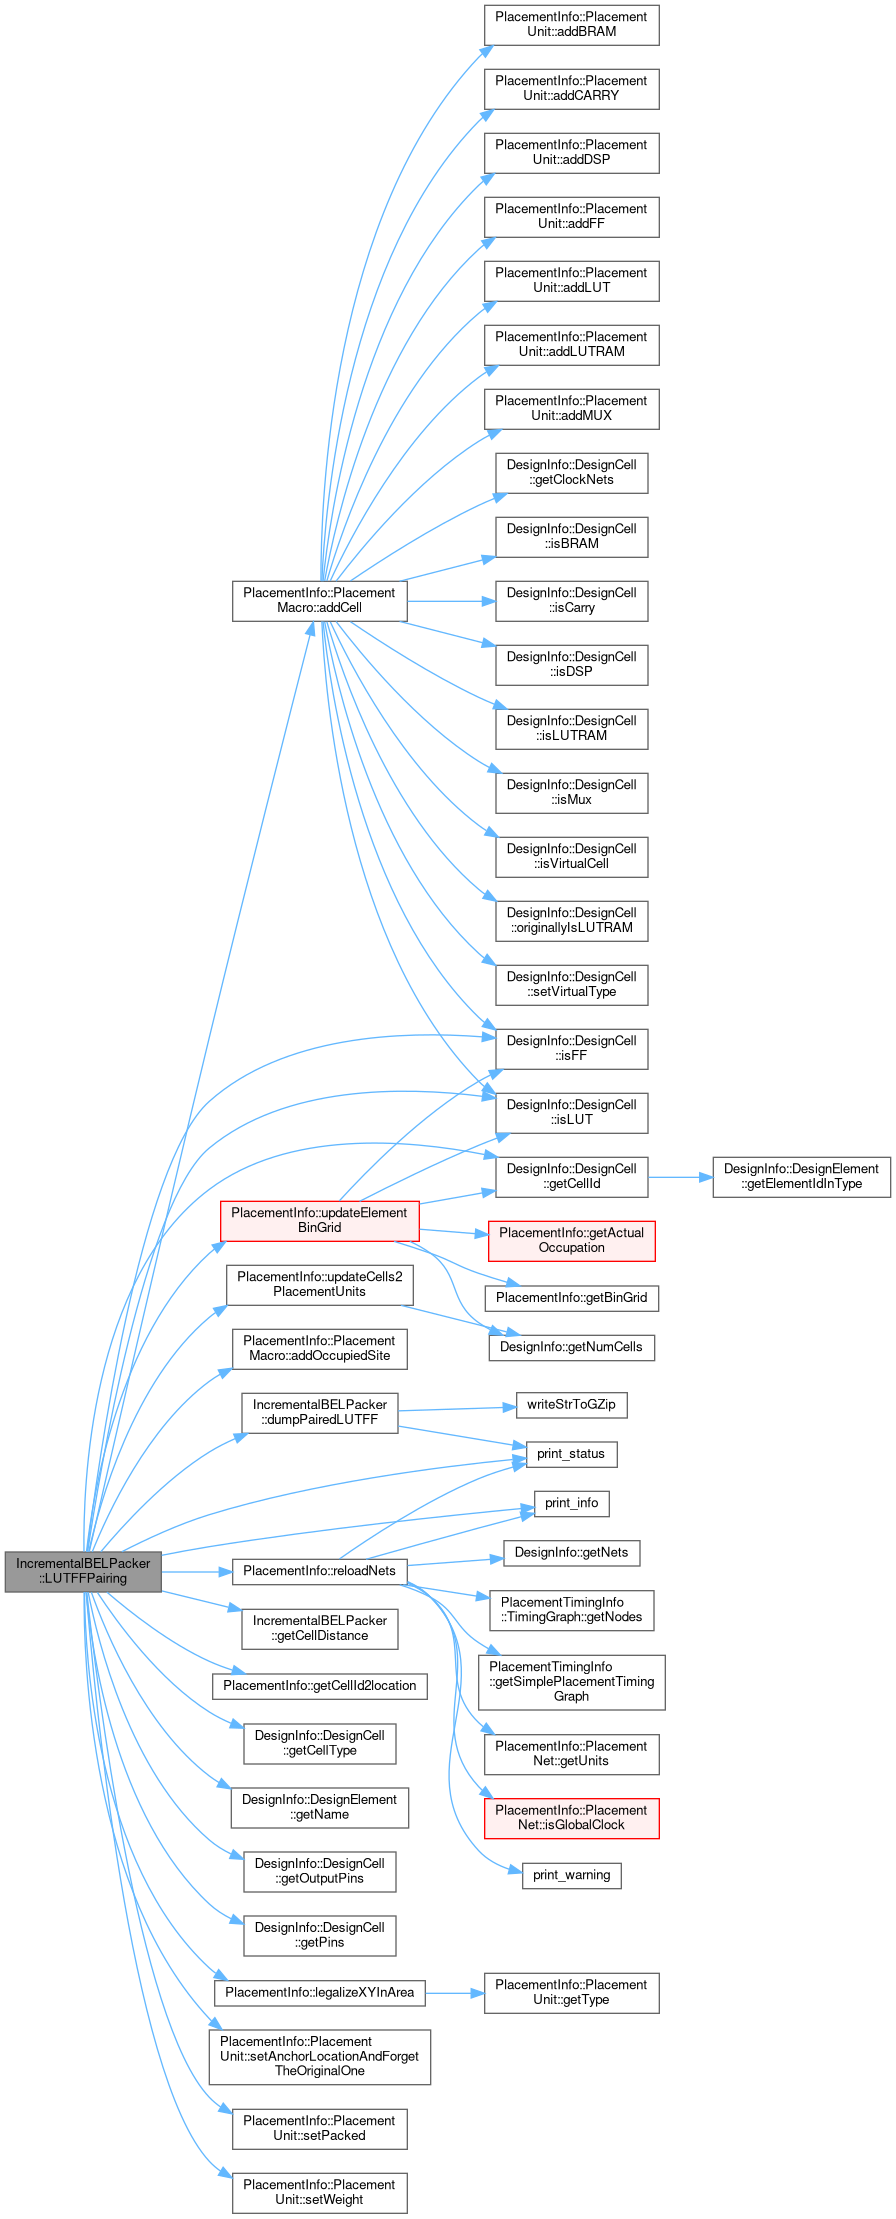 PlacementInfo::Placement
Unit::addBRAM
PlacementInfo::Placement
Unit::addCARRY
PlacementInfo::Placement
Unit::addDSP
PlacementInfo::Placement
Unit::addFF
PlacementInfo::Placement
Unit::addLUT
PlacementInfo::Placement
Unit::addLUTRAM
PlacementInfo::Placement
Unit::addMUX
DesignInfo::DesignCell
::getClockNets
DesignInfo::DesignCell
::isBRAM
PlacementInfo::Placement
Macro::addCell
DesignInfo::DesignCell
::isCarry
DesignInfo::DesignCell
::isDSP
DesignInfo::DesignCell
::isLUTRAM
DesignInfo::DesignCell
::isMux
DesignInfo::DesignCell
::isVirtualCell
DesignInfo::DesignCell
::originallyIsLUTRAM
DesignInfo::DesignCell
::setVirtualType
DesignInfo::DesignCell
::isFF
DesignInfo::DesignCell
::isLUT
DesignInfo::DesignCell
::getCellId
DesignInfo::DesignElement
::getElementIdInType
PlacementInfo::updateElement
BinGrid
PlacementInfo::getActual
Occupation
PlacementInfo::updateCells2
PlacementUnits
PlacementInfo::getBinGrid
PlacementInfo::Placement
Macro::addOccupiedSite
DesignInfo::getNumCells
IncrementalBELPacker
::dumpPairedLUTFF
writeStrToGZip
print_status
print_info
IncrementalBELPacker
::LUTFFPairing
PlacementInfo::reloadNets
DesignInfo::getNets
PlacementTimingInfo
::TimingGraph::getNodes
IncrementalBELPacker
::getCellDistance
PlacementTimingInfo
::getSimplePlacementTiming
Graph
PlacementInfo::getCellId2location
DesignInfo::DesignCell
::getCellType
PlacementInfo::Placement
Net::getUnits
DesignInfo::DesignElement
::getName
PlacementInfo::Placement
Net::isGlobalClock
DesignInfo::DesignCell
::getOutputPins
print_warning
DesignInfo::DesignCell
::getPins
PlacementInfo::legalizeXYInArea
PlacementInfo::Placement
Unit::getType
PlacementInfo::Placement
Unit::setAnchorLocationAndForget
TheOriginalOne
PlacementInfo::Placement
Unit::setPacked
PlacementInfo::Placement
Unit::setWeight